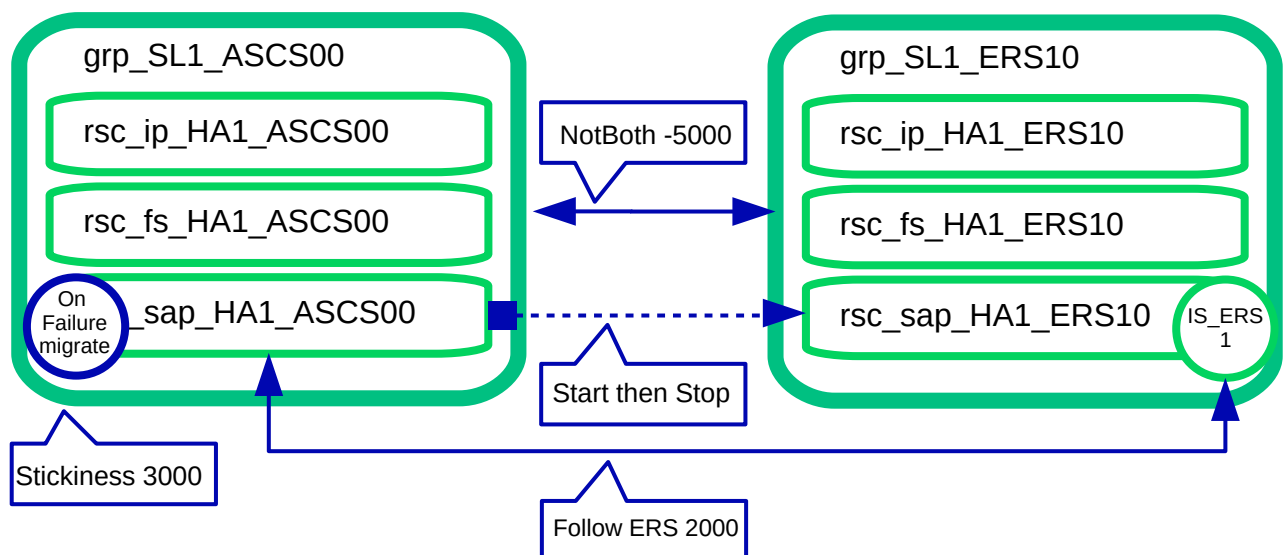 grp_SL1_ASCS00
rsc_ip_HA1_ASCS00
rsc_fs_HA1_ASCS00
On
Failure
migrate
_sap_HA1_ASCS00
Stickiness 3000
NotBoth -5000
Start then Stop
Follow ERS 2000
grp_SL1_ERS10
rsc_ip_HA1_ERS10
rsc_fs_HA1_ERS10
rsc_sap_HA1_ERS10
IS_ERS
1